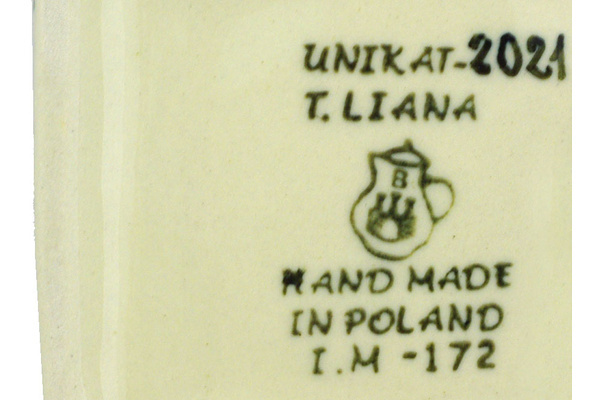 UNIKAT-2021
T. LIANA
B
HAND MADE
IN POLAND
I.M -172